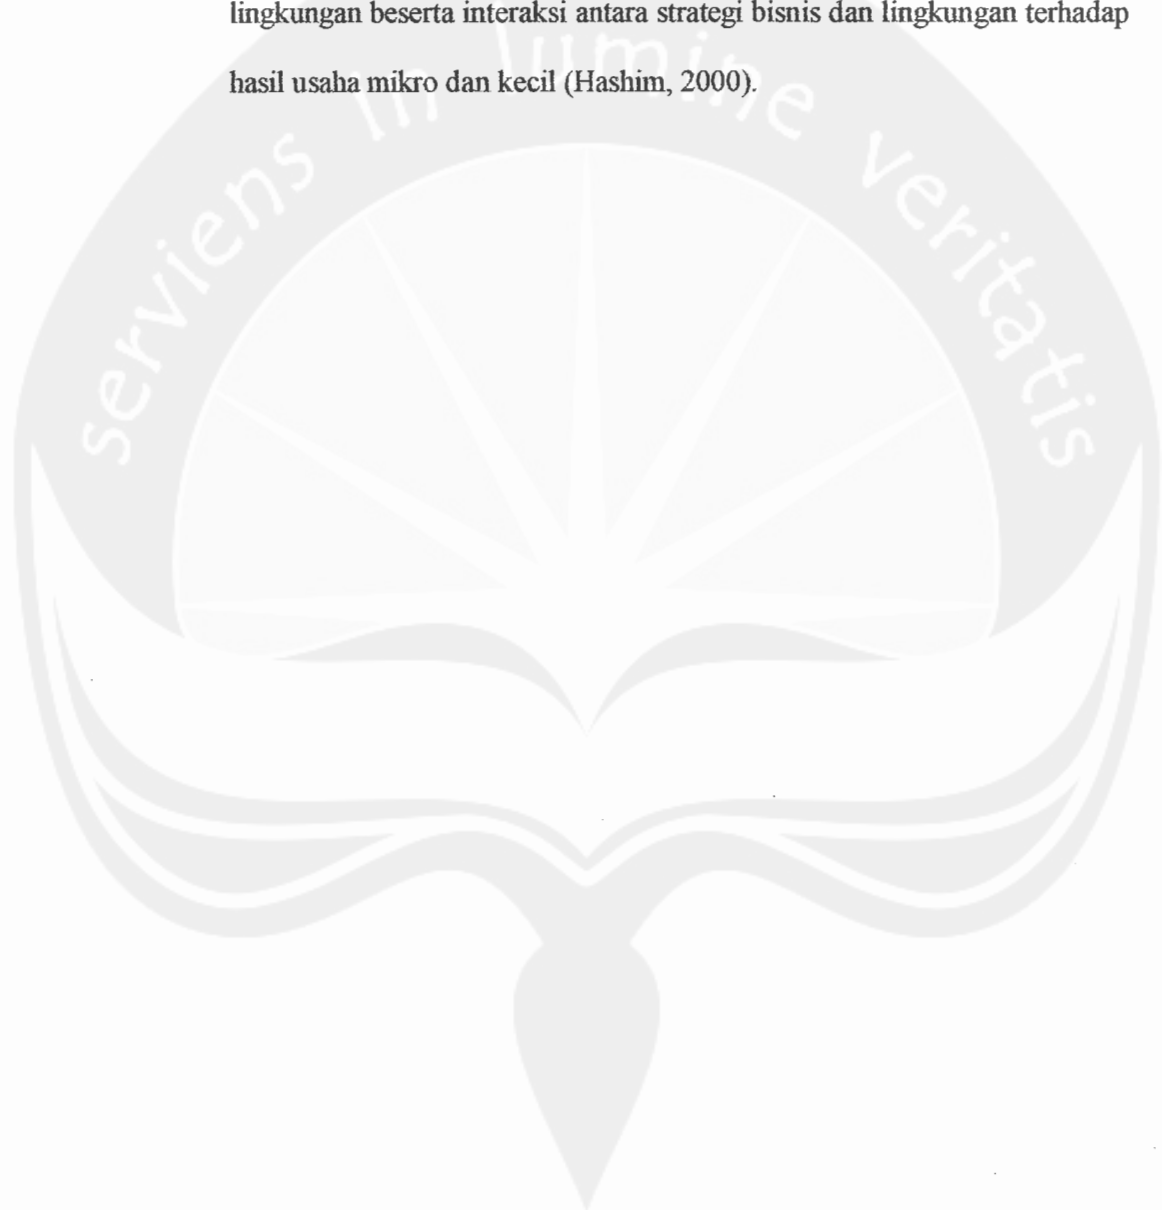 lingkungan beserta interaksi antara strategi bisnis dan lingkungan terhadap
hasil usaha mikro dan kecil (Hashim, 2000).
serviens in lumine veritatis